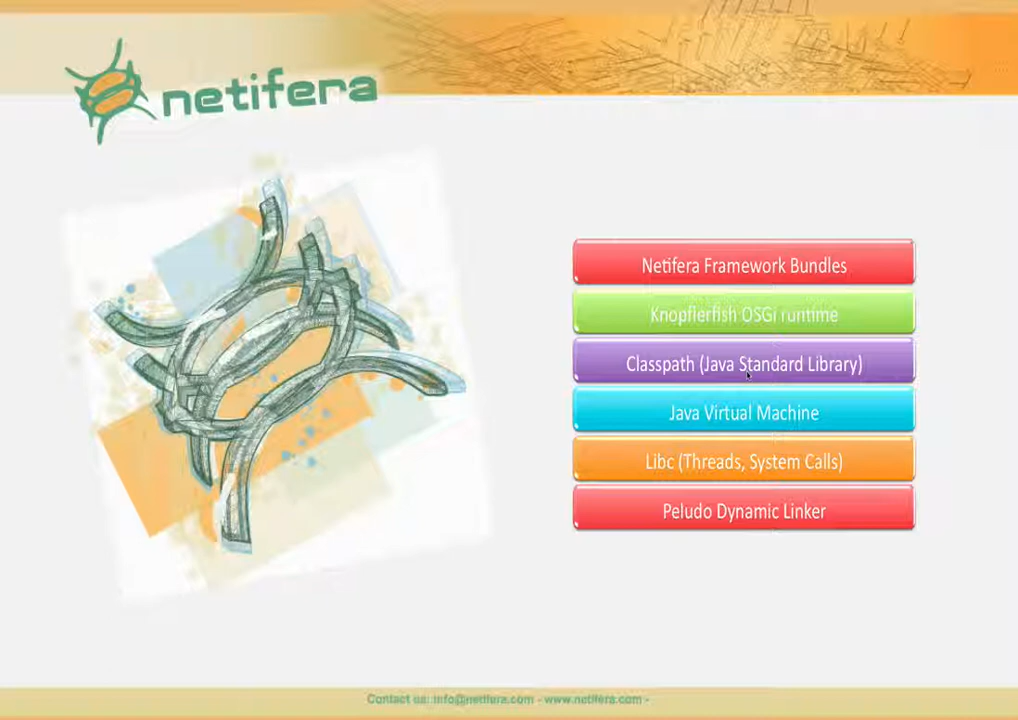 netifera
Netifera Framework Bundles
Knopflerfish OSGi runtime
Classpath (Java Standard Library)
Java Virtual Machine
Libc (Threads, System Calls)
Peludo Dynamic Linker
Contact us: info@netifera.com - www.netifera.com -